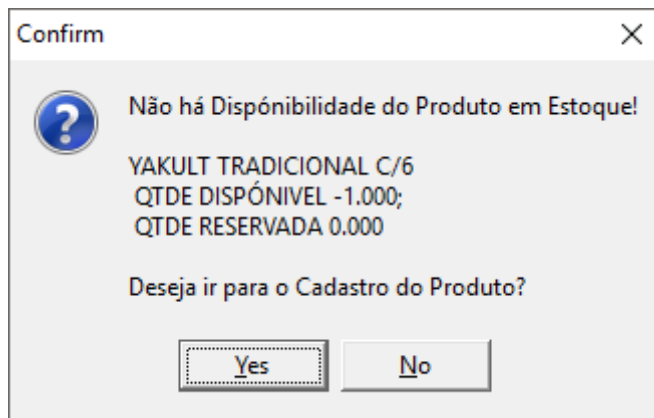 Confirm
Não há Dispónibilidade do Produto em Estoque!
YAKULT TRADICIONAL C/6
QTDE DISPÓNIVEL -1.000;
QTDE RESERVADA 0.000
Deseja ir para o Cadastro do Produto?
Yes
No